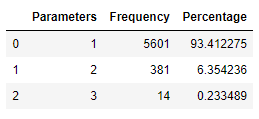 Parameters Frequency Percentage
0 1 5601 93.412275
1 2 381 6.354236
2 3 14 0.233489